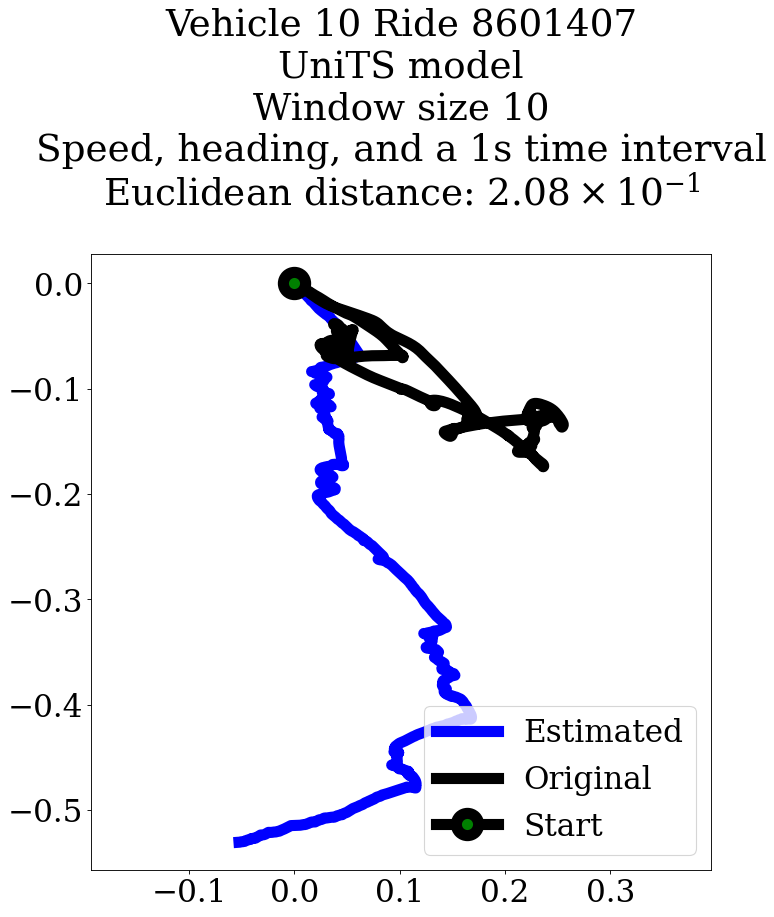 Vehicle 10 Ride 8601407
UniTS model
Window size 10
Speed, heading, and a 1s time interval
Euclidean distance: 2.08 × 10⁻¹
0.0
−0.1
−0.2
−0.3
−0.4
−0.5
Estimated
Original
Start
−0.1 0.0 0.1 0.2 0.3